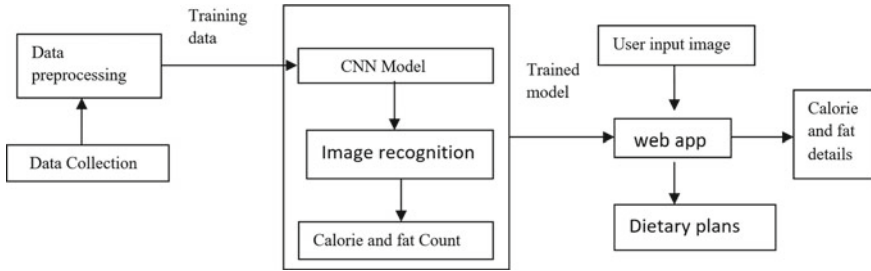 Data
preprocessing
Data Collection
Training
data
CNN Model
Image recognition
Calorie and fat Count
Trained
model
User input image
web app
Dietary plans
Calorie
and fat
details